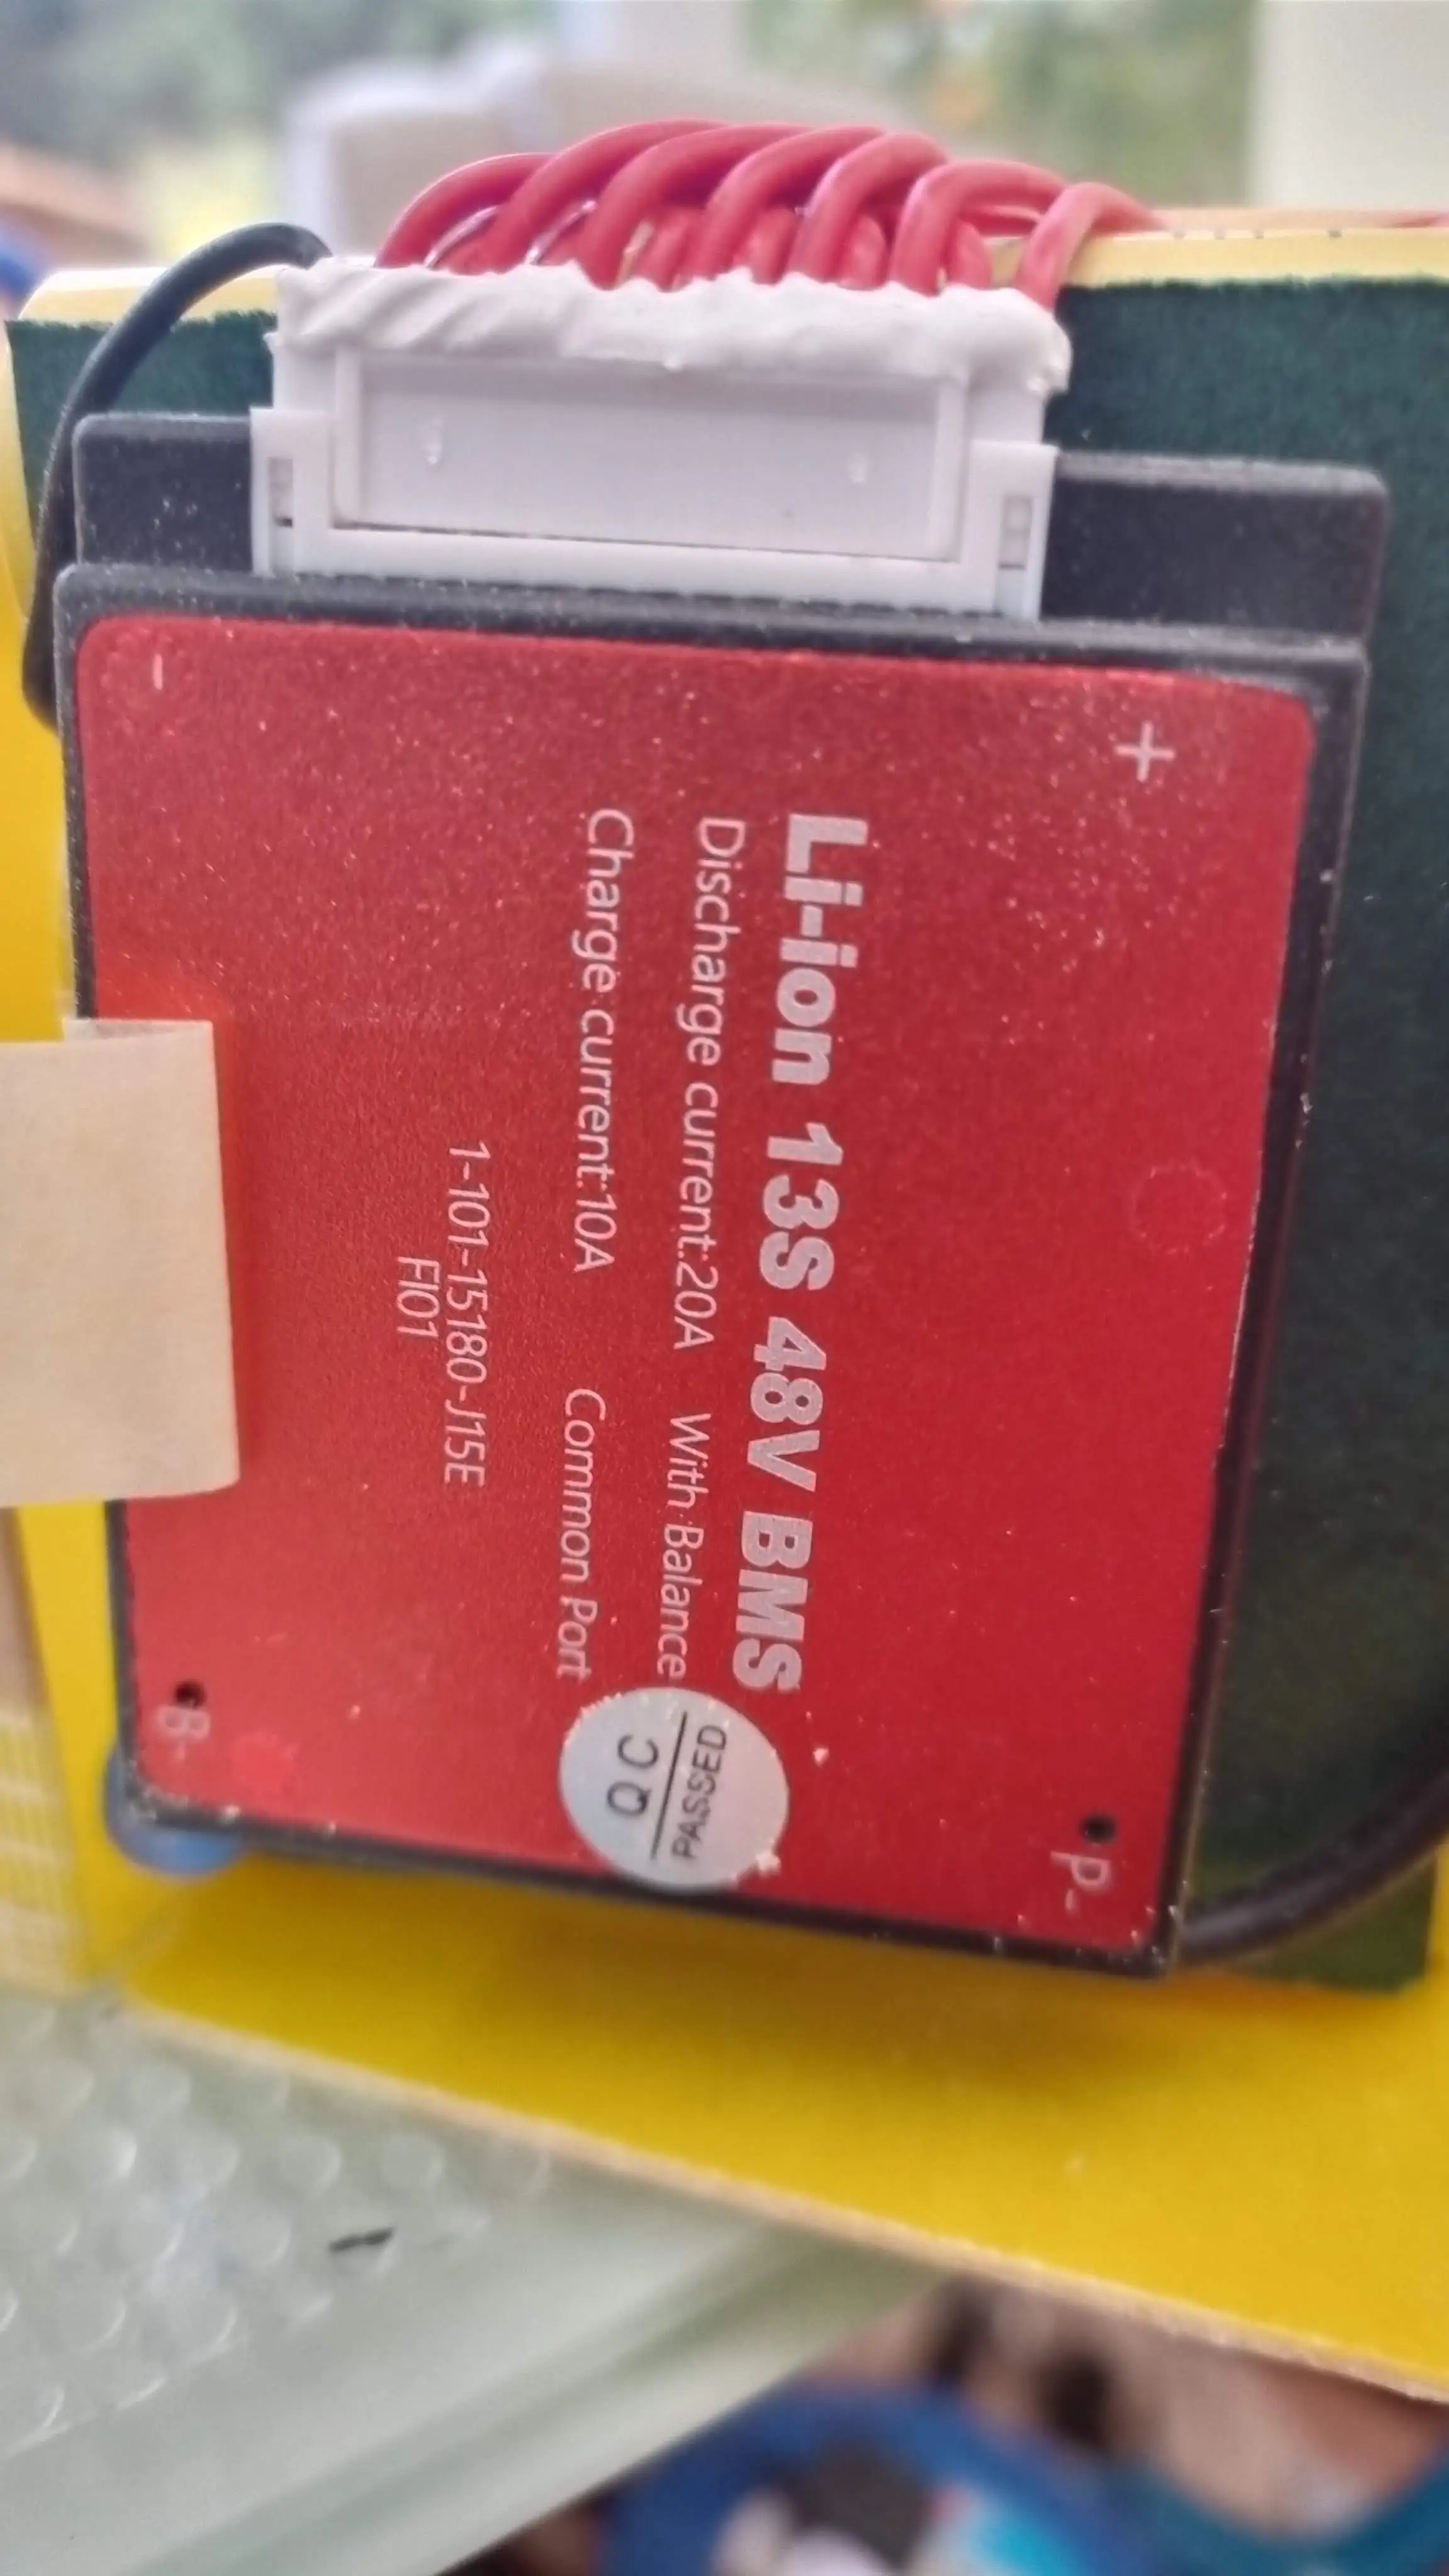 Li-ion 13S 48V BMS
Discharge current:20A With Balance
Charge current:10A Common Port
1-101-15180-J15E
FI01
+
-
P-
B-
QC
PASSED